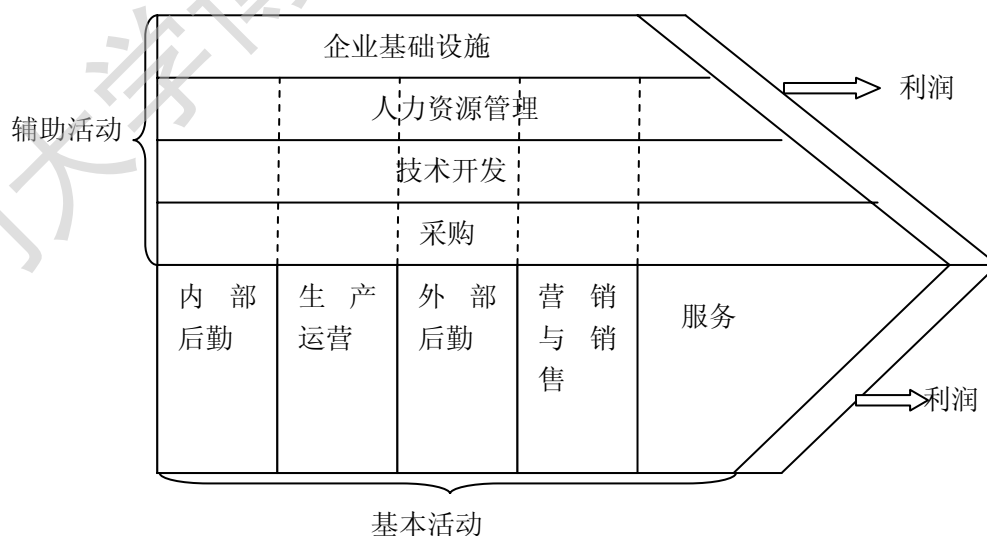 企业基础设施
利润
人力资源管理
辅助活动
技术开发
采购
内部
后勤
生产
运营
外部
后勤
营销
与销
售
服务
利润
基本活动
大学